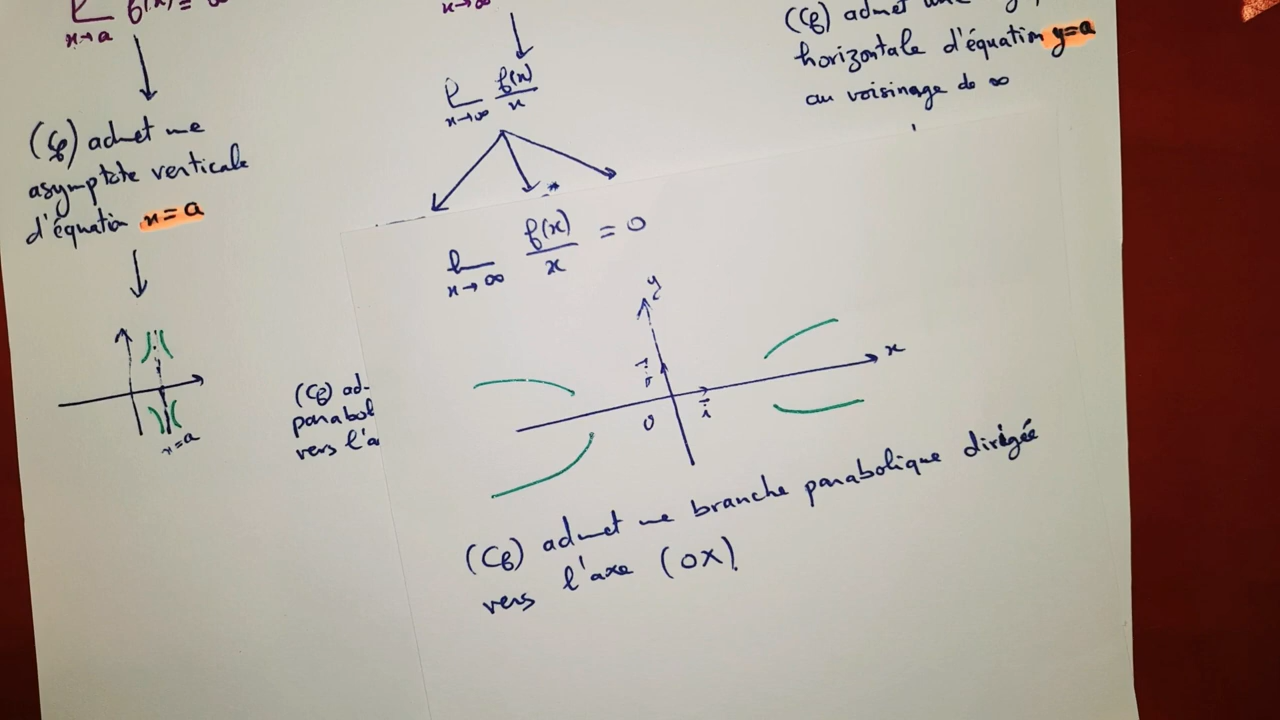 lim f(x) = ∞
x→a
(Cf) admet une
asymptote verticale
d'équation x=a
x=a
x→∞
lim f(x)/x
x→∞
(Cf) admet une
horizontale d'équation y=a
au voisinage de ∞
(Cf) ad-
parabol
vers l'a
lim f(x)/x = 0
x→∞
y
x
j
0
i
(Cf) admet une branche parabolique dirigée
vers l'axe (OX).